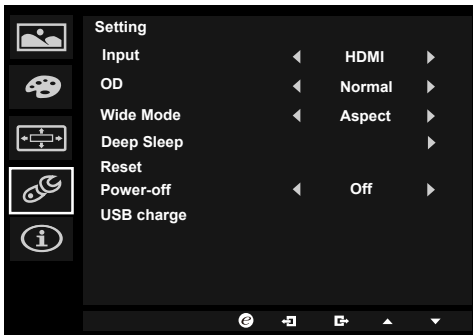 Setting
Input HDMI
OD Normal
Wide Mode Aspect
Deep Sleep
Reset
Power-off Off
USB charge